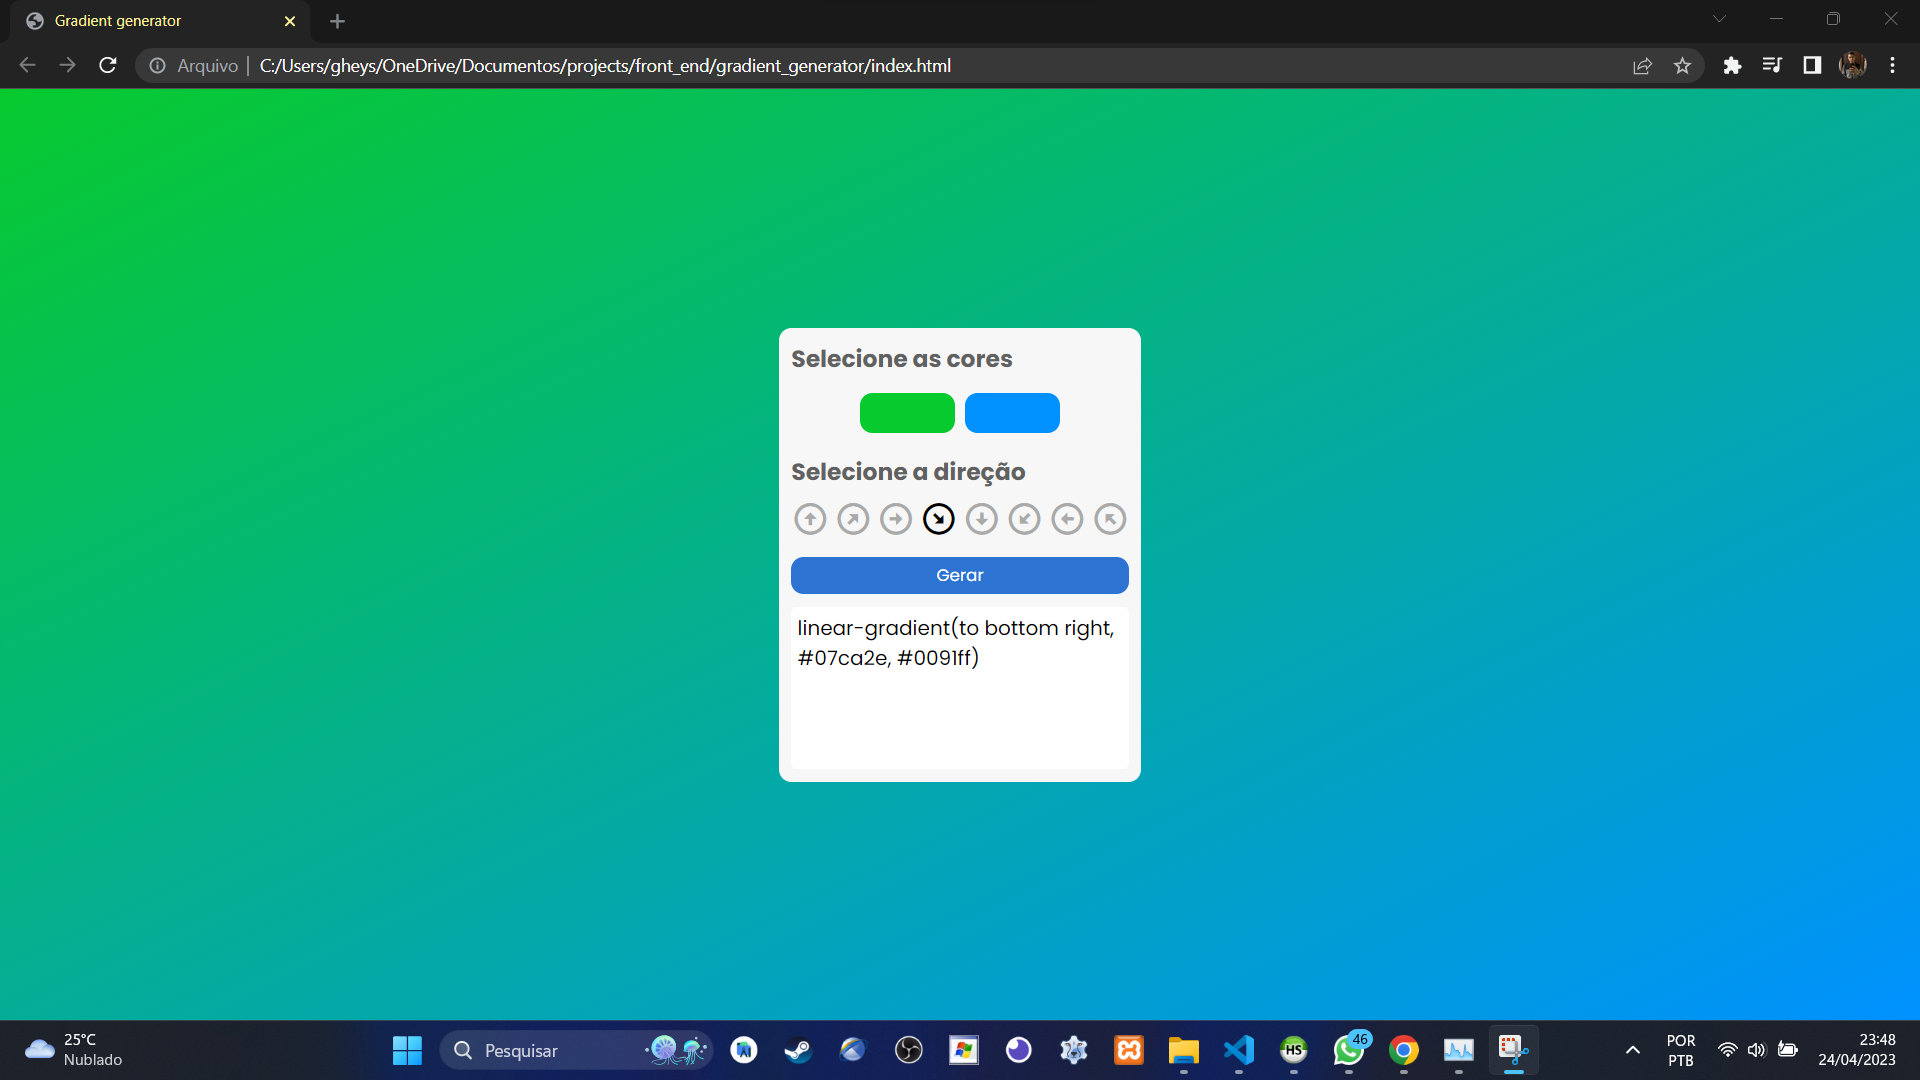 Gradient generator
Arquivo | C:/Users/gheys/OneDrive/Documentos/projects/front_end/gradient_generator/index.html
Selecione as cores
Selecione a direção
Gerar
linear-gradient(to bottom right,
#07ca2e, #0091ff)
25°C
Nublado
Pesquisar
HS
46
POR
PTB
23:48
24/04/2023